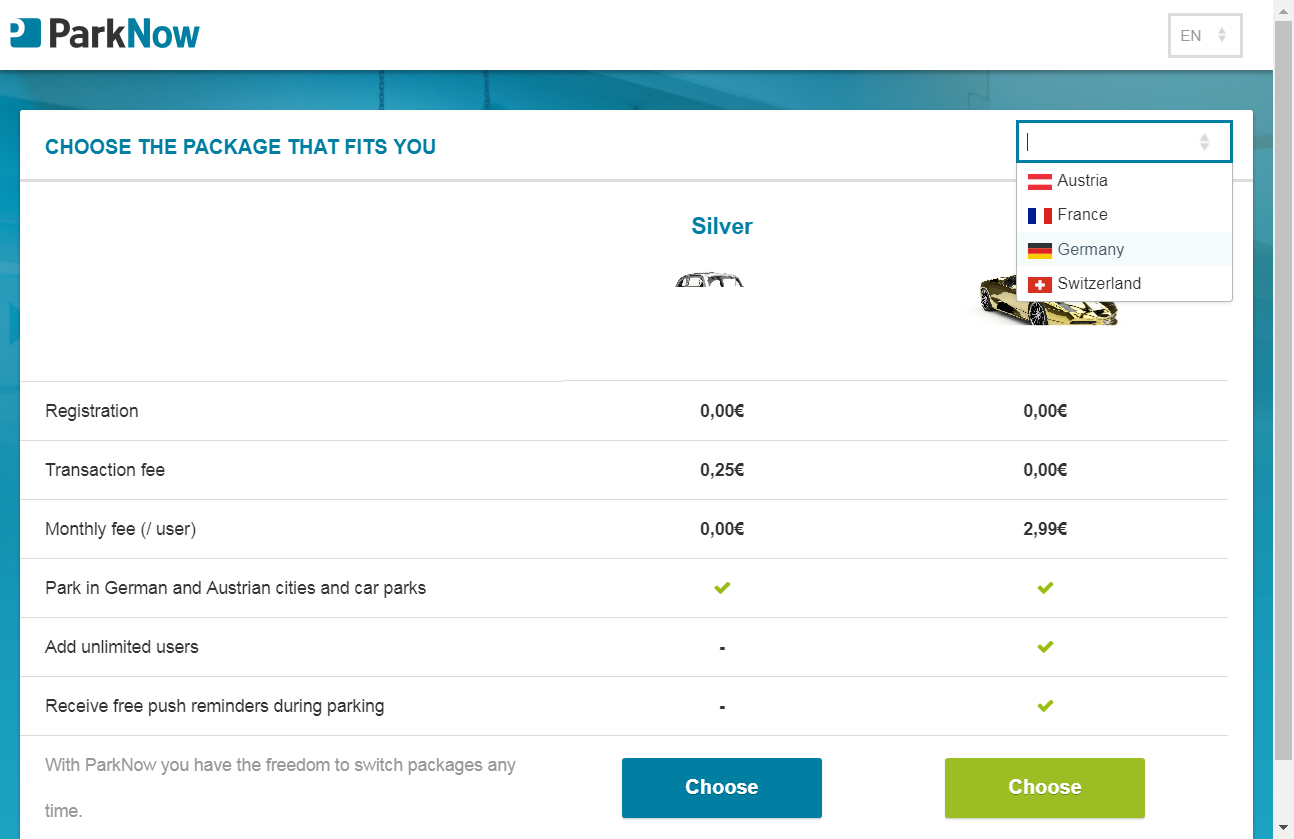 ParkNow
EN
CHOOSE THE PACKAGE THAT FITS YOU
Austria
France
Germany
Switzerland
Silver
Registration 0,00€ 0,00€
Transaction fee 0,25€ 0,00€
Monthly fee (/ user) 0,00€ 2,99€
Park in German and Austrian cities and car parks
Add unlimited users -
Receive free push reminders during parking -
With ParkNow you have the freedom to switch packages any
time.
Choose Choose